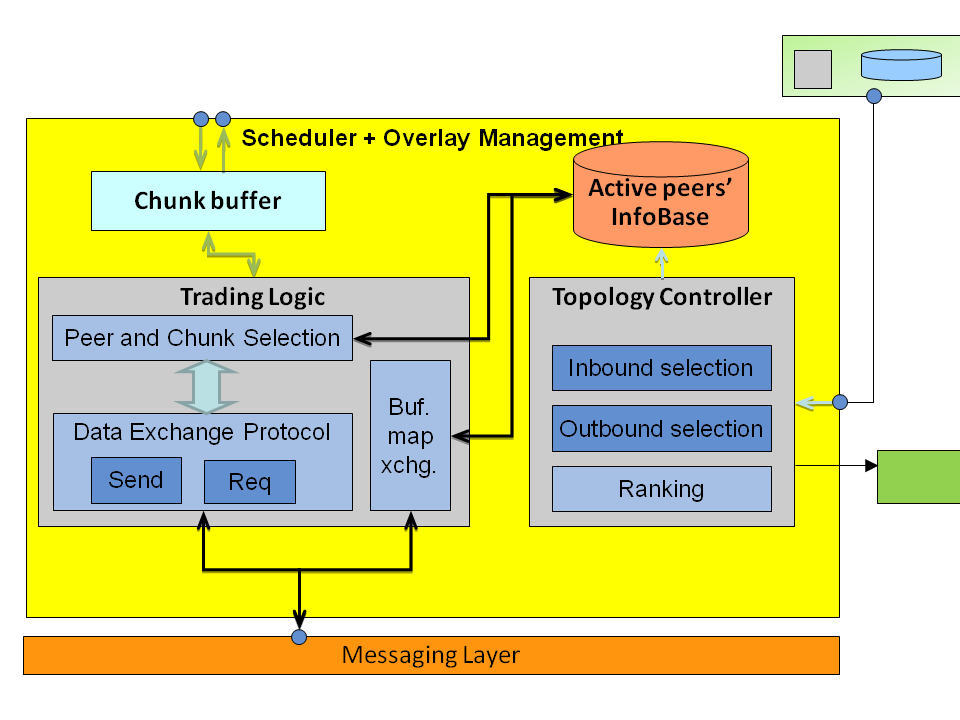 Scheduler + Overlay Management
Chunk buffer
Active peers’
InfoBase
Trading Logic
Peer and Chunk Selection
Data Exchange Protocol
Send
Req
Buf.
map
xchg.
Topology Controller
Inbound selection
Outbound selection
Ranking
Messaging Layer